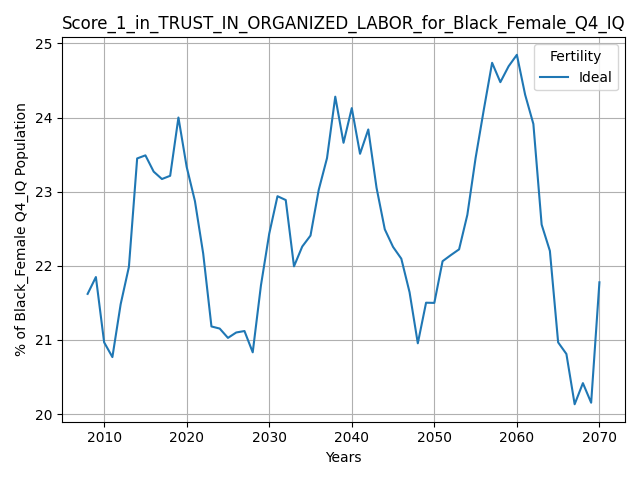 Score_1_in_TRUST_IN_ORGANIZED_LABOR_for_Black_Female_Q4_IQ
25
24
23
22
21
20
% of Black_Female Q4_IQ Population
Fertility
Ideal
2010 2020 2030 2040 2050 2060 2070
Years